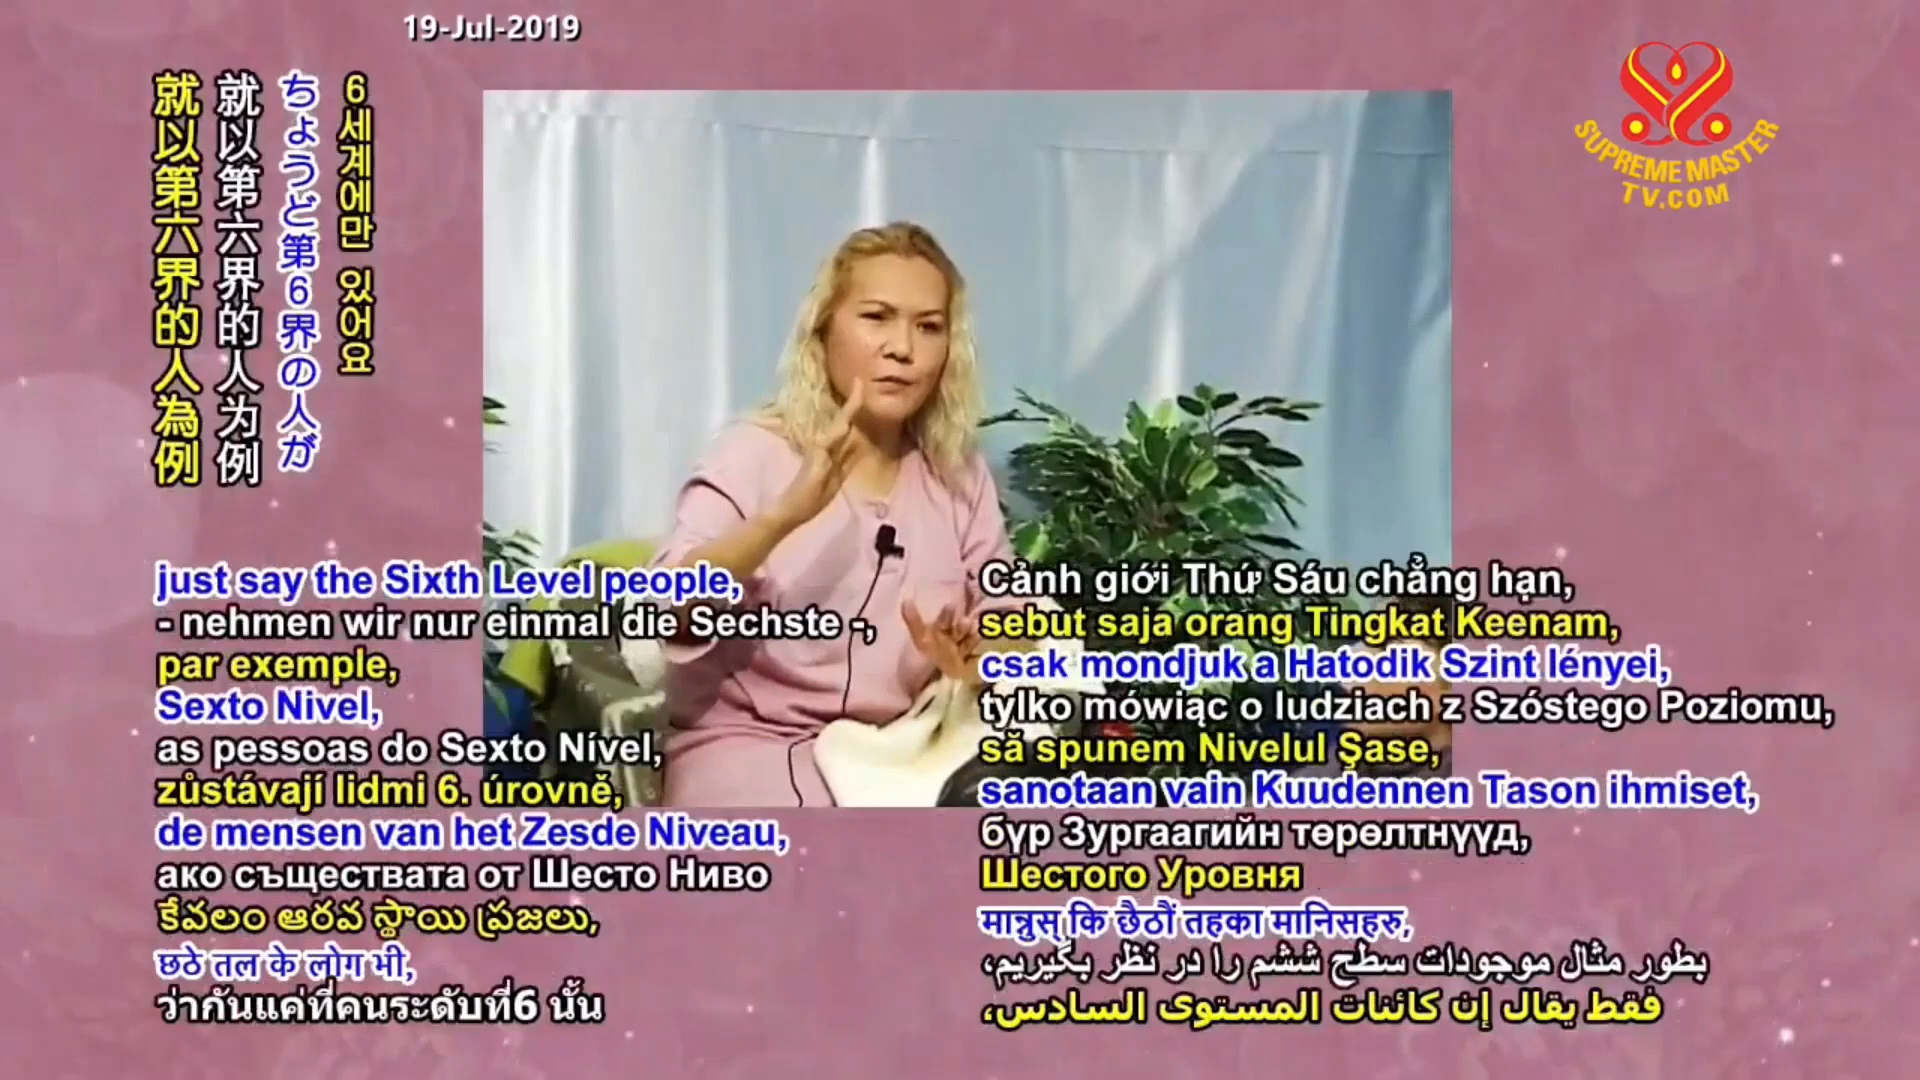 19-Jul-2019
SUPREME MASTER
TV.COM
6세계에만 있어요
ちょうど第6界の人が
就以第六界的人为例
就以第六界的人為例
just say the Sixth Level people,
- nehmen wir nur einmal die Sechste -,
par exemple,
Sexto Nivel,
as pessoas do Sexto Nível,
zůstávají lidmi 6. úrovně,
de mensen van het Zesde Niveau,
ако съществата от Шесто Ниво
కేవలం ఆరవ స్థాయి ప్రజలు,
छठे तल के लोग भी,
ว่ากันแค่ที่คนระดับที่6 นั้น
Cảnh giới Thứ Sáu chẳng hạn,
sebut saja orang Tingkat Keenam,
csak mondjuk a Hatodik Szint lényei,
tylko mówiąc o ludziach z Szóstego Poziomu,
să spunem Nivelul Şase,
sanotaan vain Kuudennen Tason ihmiset,
бүр Зургаагийн төрөлтнүүд,
Шестого Уровня
मान्नुस् कि छैठौं तहका मानिसहरु,
بطور مثال موجودات سطح ششم را در نظر بگیریم،
فقط يقال إن كائنات المستوى السادس،